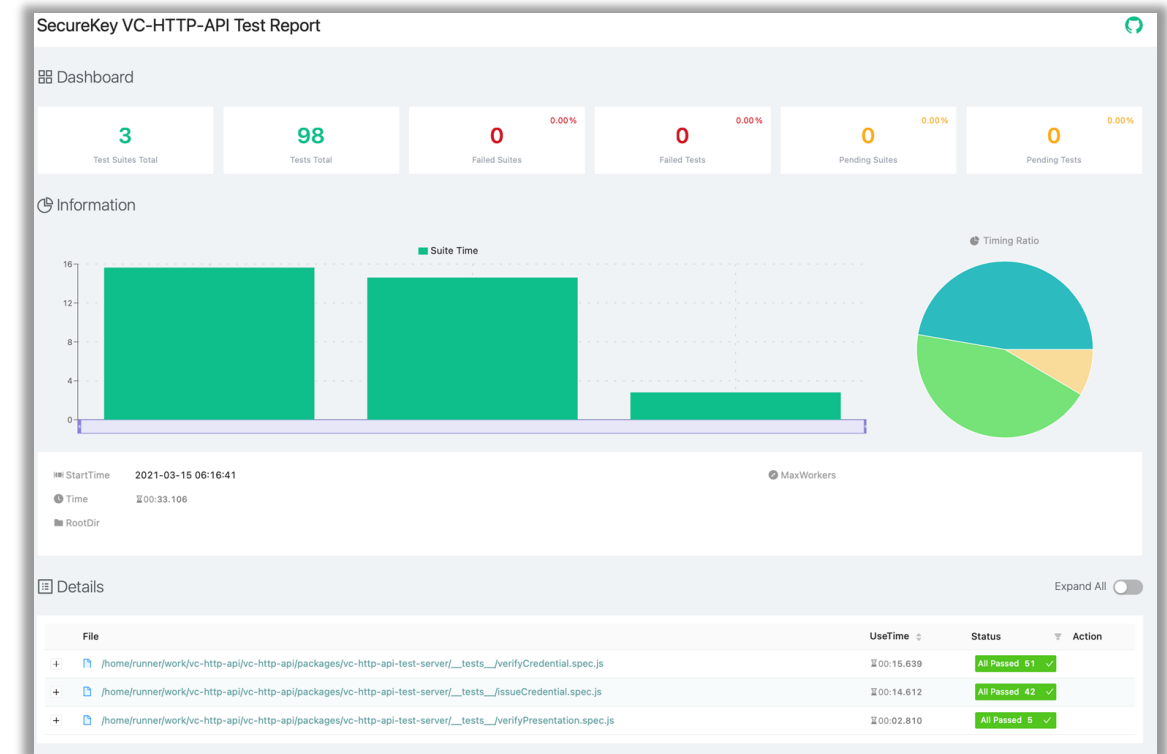 SecureKey VC-HTTP-API Test Report
Dashboard
3
Test Suites Total
98
Tests Total
0.00%
0
Failed Suites
0.00%
0
Failed Tests
0.00%
0
Pending Suites
0.00%
0
Pending Tests
Information
Suite Time
Timing Ratio
16
12
8
4
0
StartTime 2021-03-15 06:16:41
MaxWorkers
Time 00:33.106
RootDir
Details
Expand All
File UseTime Status Action
+ /home/runner/work/vc-http-api/vc-http-api/packages/vc-http-api-test-server/__tests__/verifyCredential.spec.js 00:15.639 All Passed 51
+ /home/runner/work/vc-http-api/vc-http-api/packages/vc-http-api-test-server/__tests__/issueCredential.spec.js 00:14.612 All Passed 42
+ /home/runner/work/vc-http-api/vc-http-api/packages/vc-http-api-test-server/__tests__/verifyPresentation.spec.js 00:02.810 All Passed 5